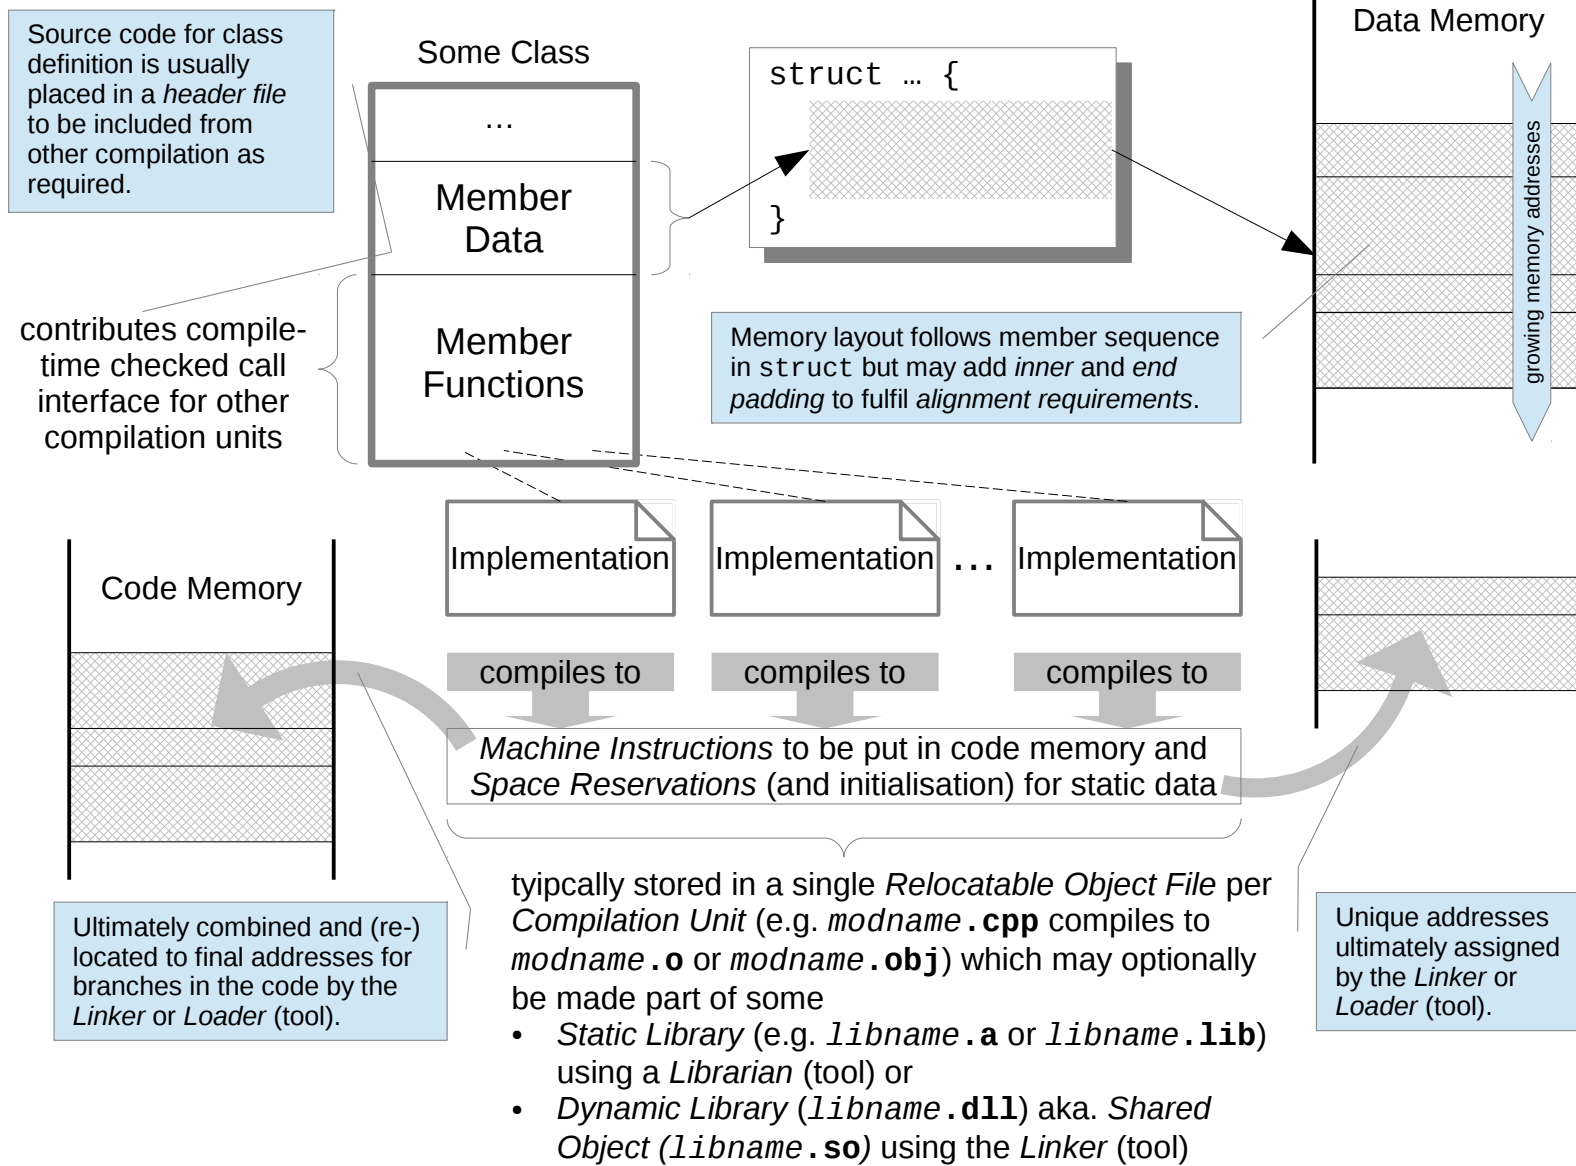 Source code for class
definition is usually
placed in a header file
to be included from
other compilation as
required.
Some Class
...
Member
Data
Member
Functions
struct … {
}
Data Memory
growing memory addresses
contributes compile-
time checked call
interface for other
compilation units
Memory layout follows member sequence
in struct but may add inner and end
padding to fulfil alignment requirements.
Implementation
Implementation
...
Implementation
Code Memory
compiles to
compiles to
compiles to
Machine Instructions to be put in code memory and
Space Reservations (and initialisation) for static data
tyipcally stored in a single Relocatable Object File per
Compilation Unit (e.g. modname.cpp compiles to
modname.o or modname.obj) which may optionally
be made part of some
• Static Library (e.g. libname.a or libname.lib)
using a Librarian (tool) or
• Dynamic Library (libname.dll) aka. Shared
Object (libname.so) using the Linker (tool)
Ultimately combined and (re-)
located to final addresses for
branches in the code by the
Linker or Loader (tool).
Unique addresses
ultimately assigned
by the Linker or
Loader (tool).